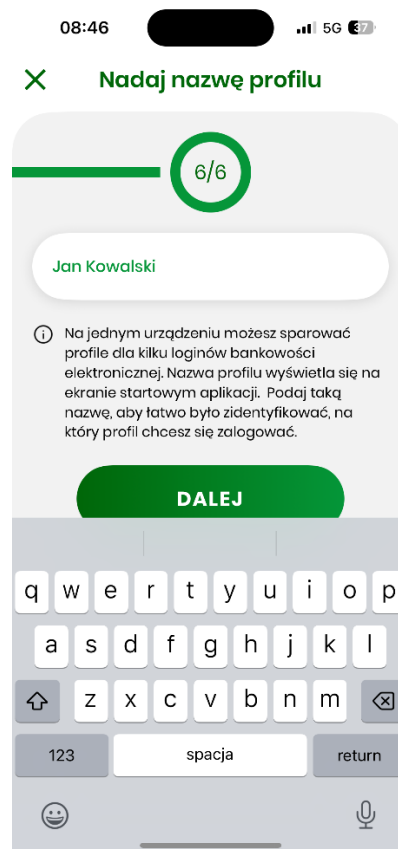 08:46 5G 37
Nadaj nazwę profilu
6/6
Jan Kowalski
Na jednym urządzeniu możesz sparować
profile dla kilku loginów bankowości
elektronicznej. Nazwa profilu wyświetla się na
ekranie startowym aplikacji. Podaj taką
nazwę, aby łatwo było zidentyfikować, na
który profil chcesz się zalogować.
DALEJ
q w e r t y u i o p
a s d f g h j k l
z x c v b n m
123 spacja return